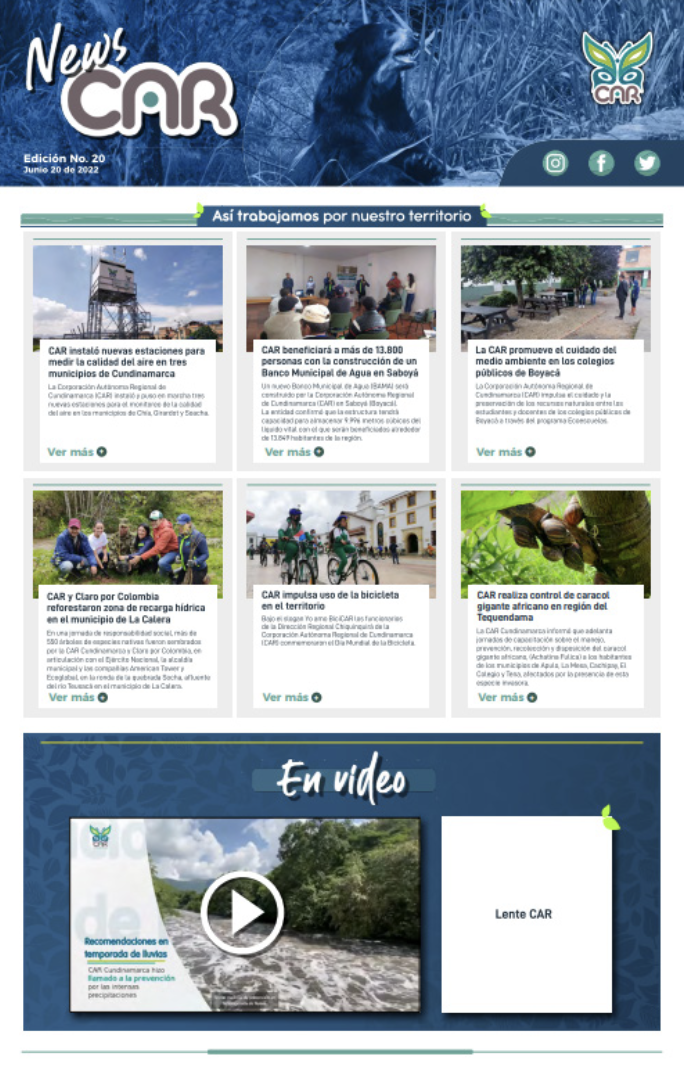 News
CAR
CAR
Edición No. 20
Junio 20 de 2022
Así trabajamos por nuestro territorio
CAR instaló nuevas estaciones para
medir la calidad del aire en tres
municipios de Cundinamarca
La Corporación Autónoma Regional de
Cundinamarca (CAR) instaló y puso en marcha tres
nuevas estaciones para el monitoreo de la calidad
del aire en los municipios de Chía, Girardot y Soacha.
Ver más
CAR beneficiará a más de 13.800
personas con la construcción de un
Banco Municipal de Agua en Saboyá
Un nuevo Banco Municipal de Agua (BAMA) será
construido por la Corporación Autónoma Regional
de Cundinamarca (CAR) en Saboyá (Boyacá).
La entidad confirmó que la estructura tendrá
capacidad para almacenar 9.996 metros cúbicos del
líquido vital con el que serán beneficiados alrededor
de 13.849 habitantes de la región.
Ver más
La CAR promueve el cuidado del
medio ambiente en los colegios
públicos de Boyacá
La Corporación Autónoma Regional de
Cundinamarca (CAR) impulsa el cuidado y la
preservación de los recursos naturales entre los
estudiantes y docentes de los colegios públicos de
Boyacá a través del programa Ecoescuelas.
Ver más
CAR y Claro por Colombia
reforestaron zona de recarga hídrica
en el municipio de La Calera
En una jornada de responsabilidad social, más de
550 árboles de especies nativas fueron sembrados
por la CAR Cundinamarca y Claro por Colombia, en
articulación con el Ejército Nacional, la alcaldía
municipal y las compañías American Tower y
Ecoglobal, en la ronda de la quebrada Socha, afluente
del río Teusacá en el municipio de La Calera.
Ver más
CAR impulsa uso de la bicicleta
en el territorio
Bajo el slogan Yo amo BiciCAR los funcionarios
de la Dirección Regional Chiquinquirá de la
Corporación Autónoma Regional de Cundinamarca
(CAR) conmemoraron el Día Mundial de la Bicicleta.
Ver más
CAR realiza control de caracol
gigante africano en región del
Tequendama
La CAR Cundinamarca informó que adelanta
jornadas de capacitación sobre el manejo,
prevención, recolección y disposición del caracol
gigante africano, (Achatina Fulica) a los habitantes
de los municipios de Apulo, La Mesa, Cachipay, El
Colegio y Tena, afectados por la presencia de esta
especie invasora.
Ver más
En video
CAR
Recomendaciones en
temporada de lluvias
CAR Cundinamarca hizo
llamado a la prevención
por las intensas
precipitaciones
Lente CAR